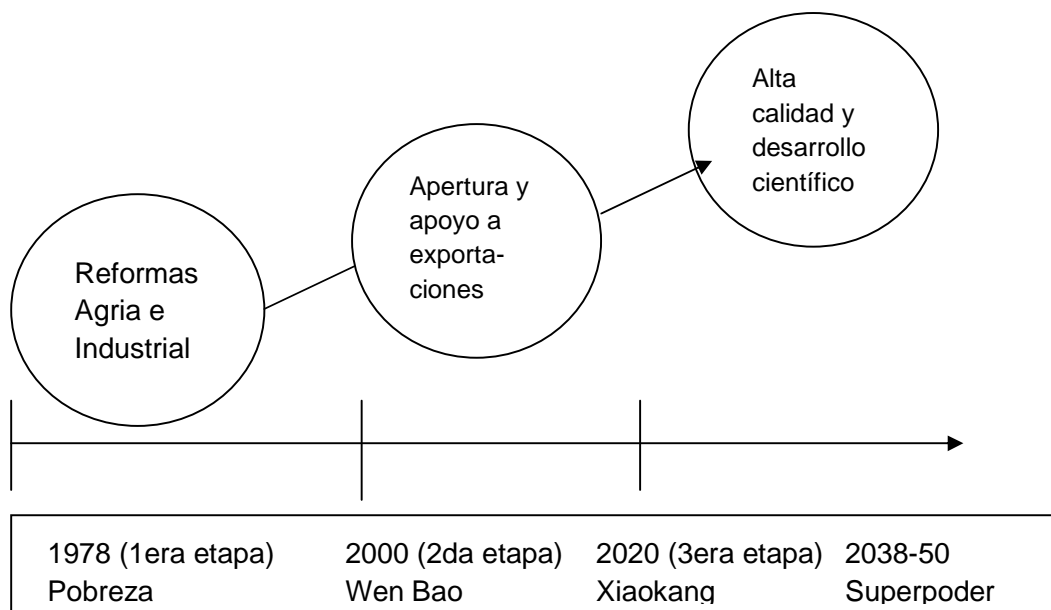 Reformas
Agria e
Industrial
Apertura y
apoyo a
exporta-
ciones
Alta
calidad y
desarrollo
científico
1978 (1era etapa) 2000 (2da etapa) 2020 (3era etapa) 2038-50
Pobreza Wen Bao Xiaokang Superpoder